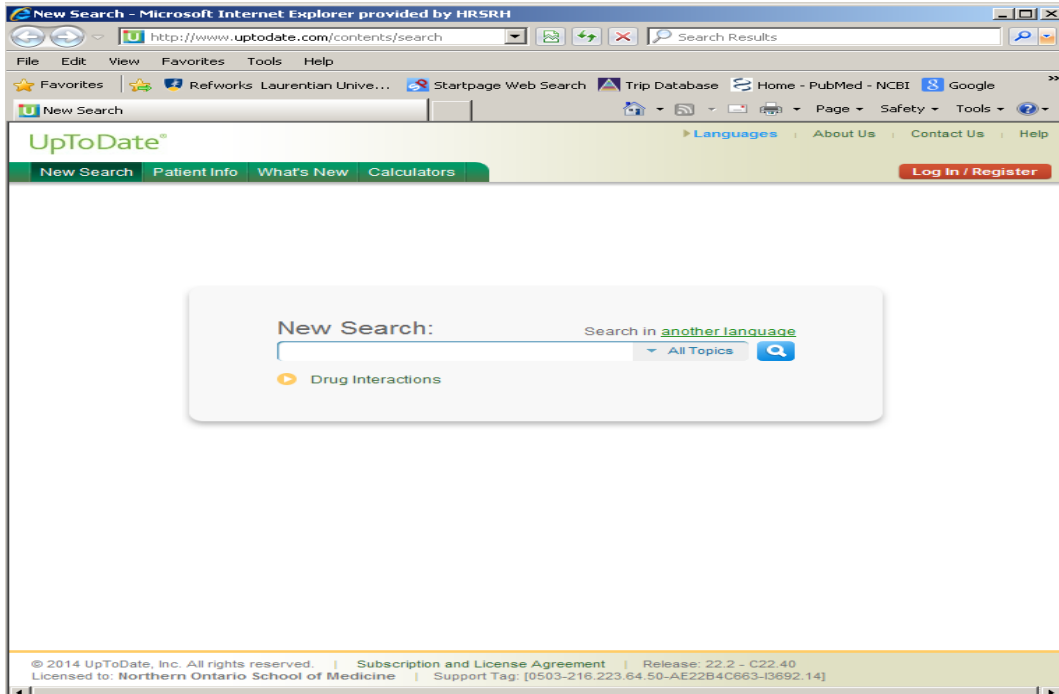 New Search - Microsoft Internet Explorer provided by HRSRH
http://www.uptodate.com/contents/search Search Results
File Edit View Favorites Tools Help
Favorites Refworks Laurentian Unive... Startpage Web Search Trip Database Home - PubMed - NCBI Google »
New Search Page Safety Tools
UpToDate® Languages About Us Contact Us Help
New Search Patient Info What's New Calculators Log In / Register
New Search: Search in another language
All Topics
Drug Interactions
© 2014 UpToDate, Inc. All rights reserved. | Subscription and License Agreement | Release: 22.2 - C22.40
Licensed to: Northern Ontario School of Medicine | Support Tag: [0503-216.223.64.50-AE22B4C663-I3692.14]